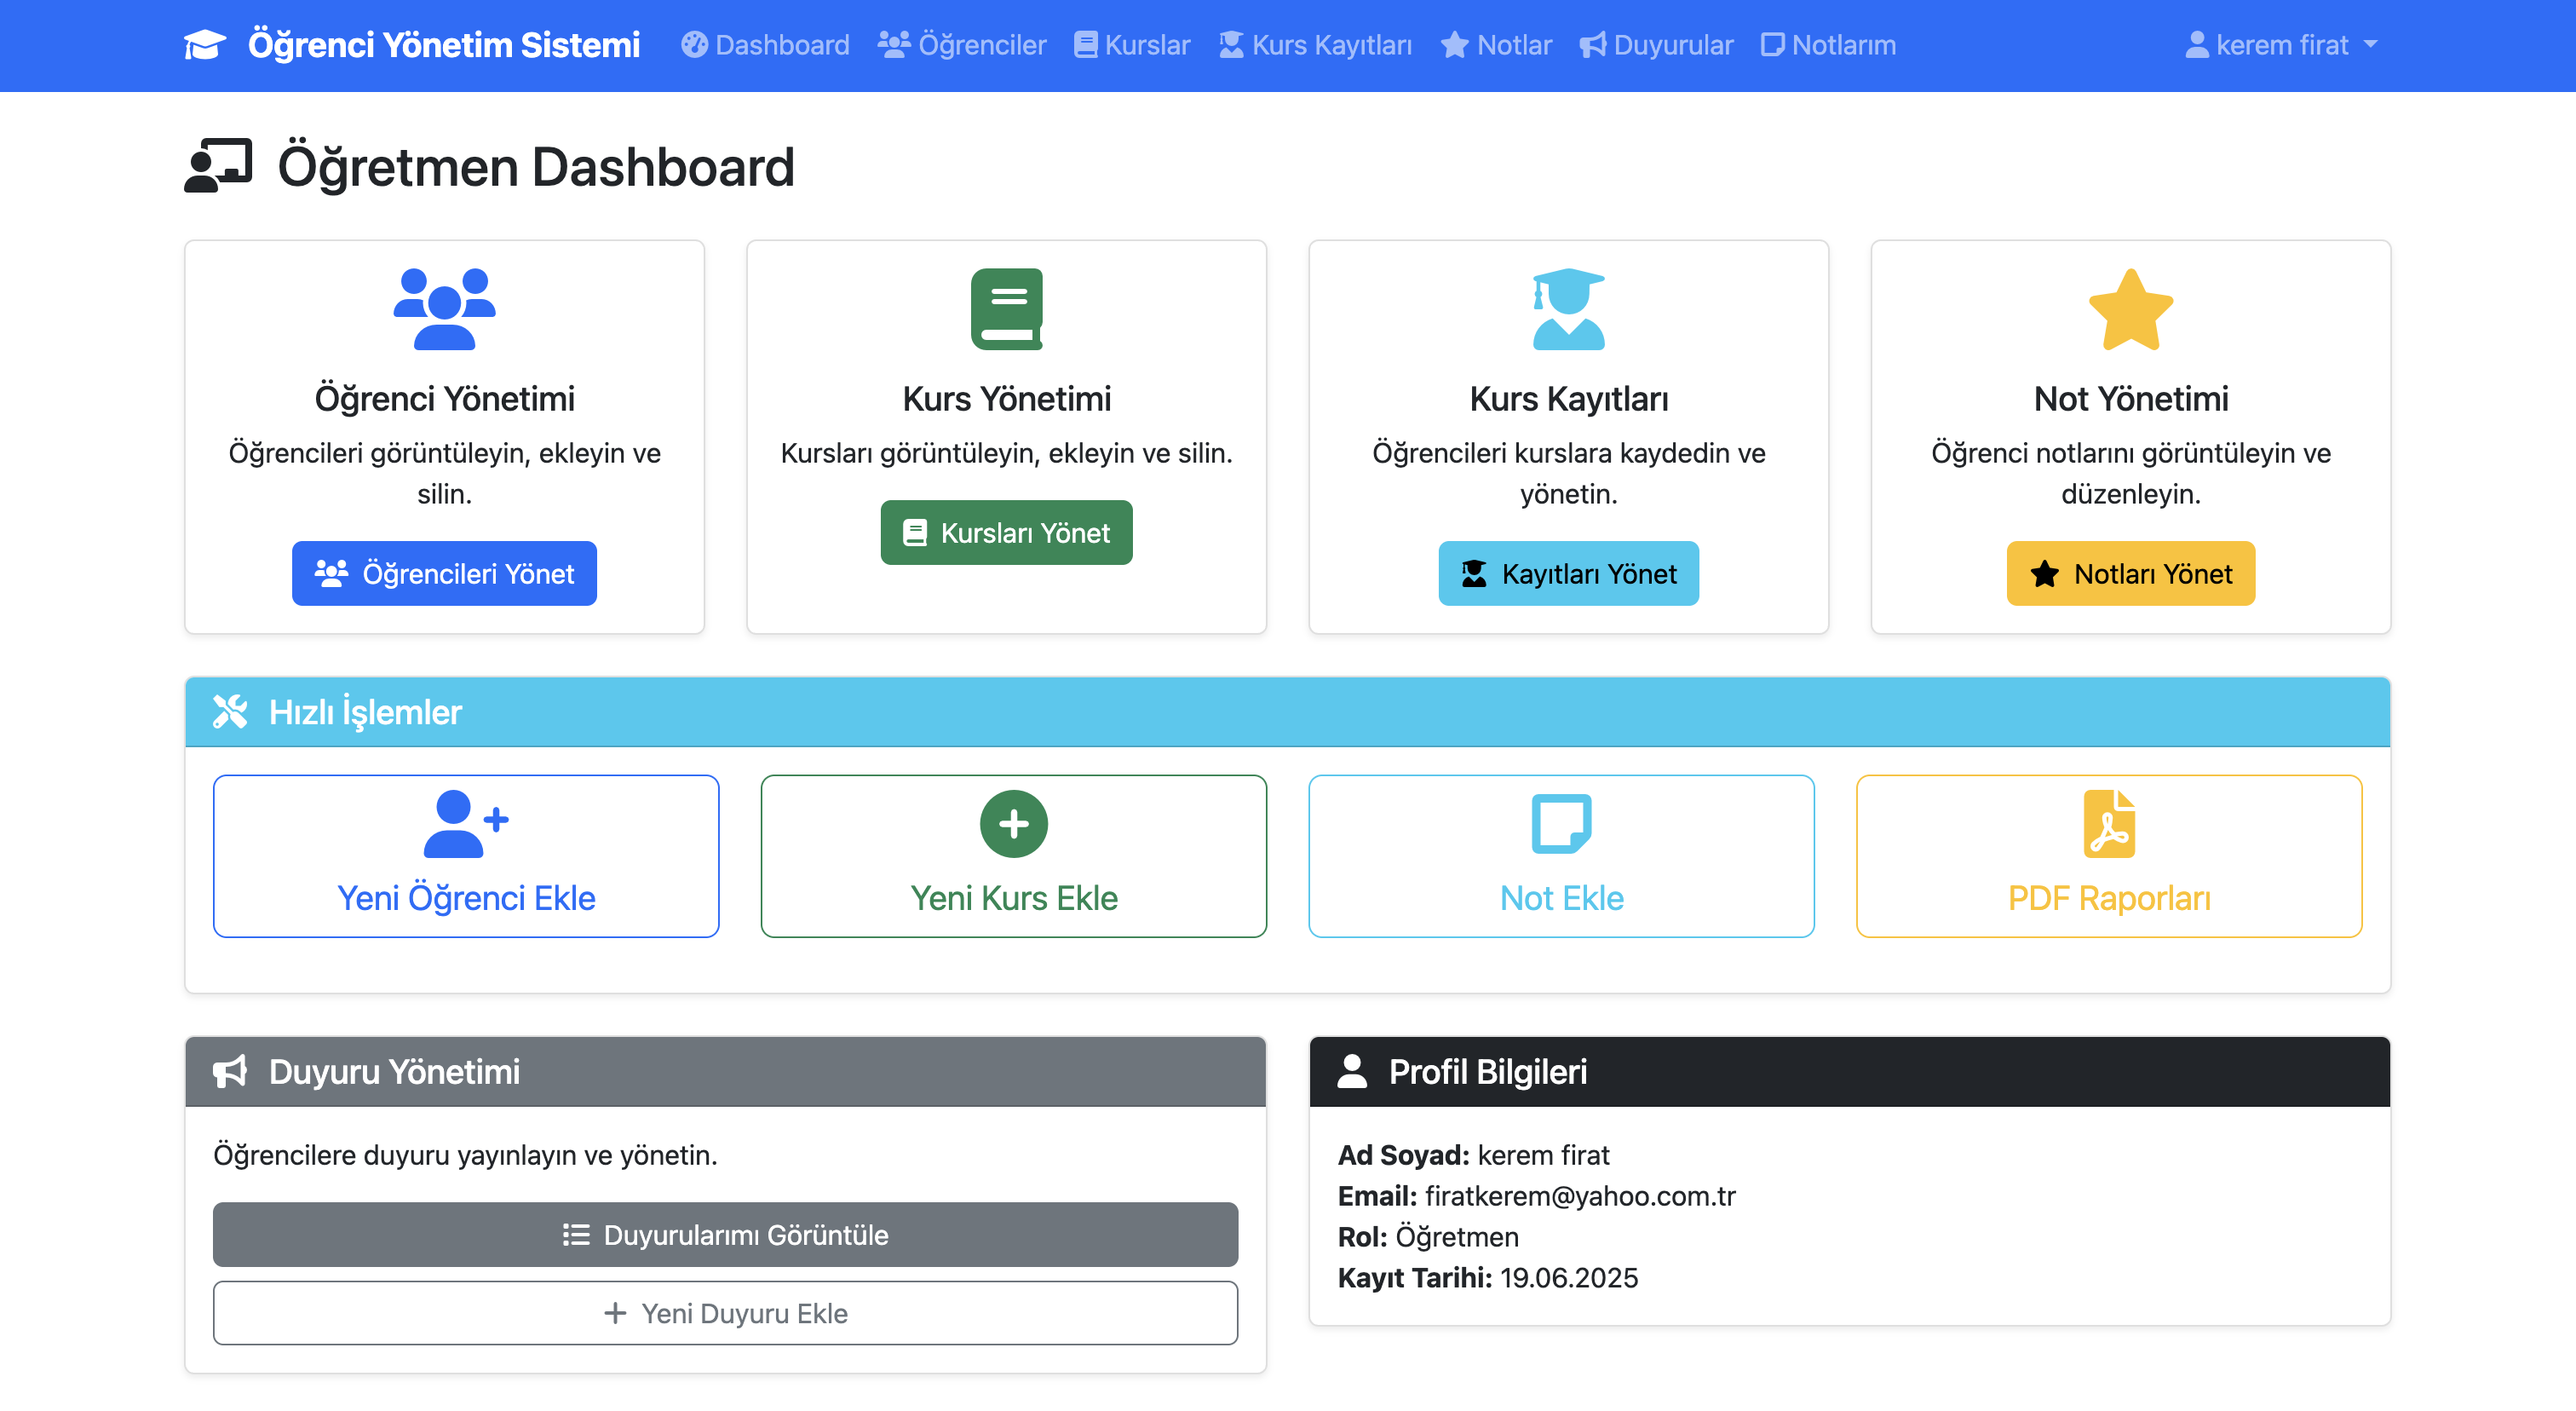 Öğrenci Yönetim Sistemi Dashboard Öğrenciler Kurslar Kurs Kayıtları Notlar Duyurular Notlarım kerem firat
Öğretmen Dashboard
Öğrenci Yönetimi
Öğrencileri görüntüleyin, ekleyin ve
silin.
Öğrencileri Yönet
Kurs Yönetimi
Kursları görüntüleyin, ekleyin ve silin.
Kursları Yönet
Kurs Kayıtları
Öğrencileri kurslara kaydedin ve
yönetin.
Kayıtları Yönet
Not Yönetimi
Öğrenci notlarını görüntüleyin ve
düzenleyin.
Notları Yönet
Hızlı İşlemler
Yeni Öğrenci Ekle
Yeni Kurs Ekle
Not Ekle
PDF Raporları
Duyuru Yönetimi
Öğrencilere duyuru yayınlayın ve yönetin.
Duyurularımı Görüntüle
Yeni Duyuru Ekle
Profil Bilgileri
Ad Soyad: kerem firat
Email: firatkerem@yahoo.com.tr
Rol: Öğretmen
Kayıt Tarihi: 19.06.2025